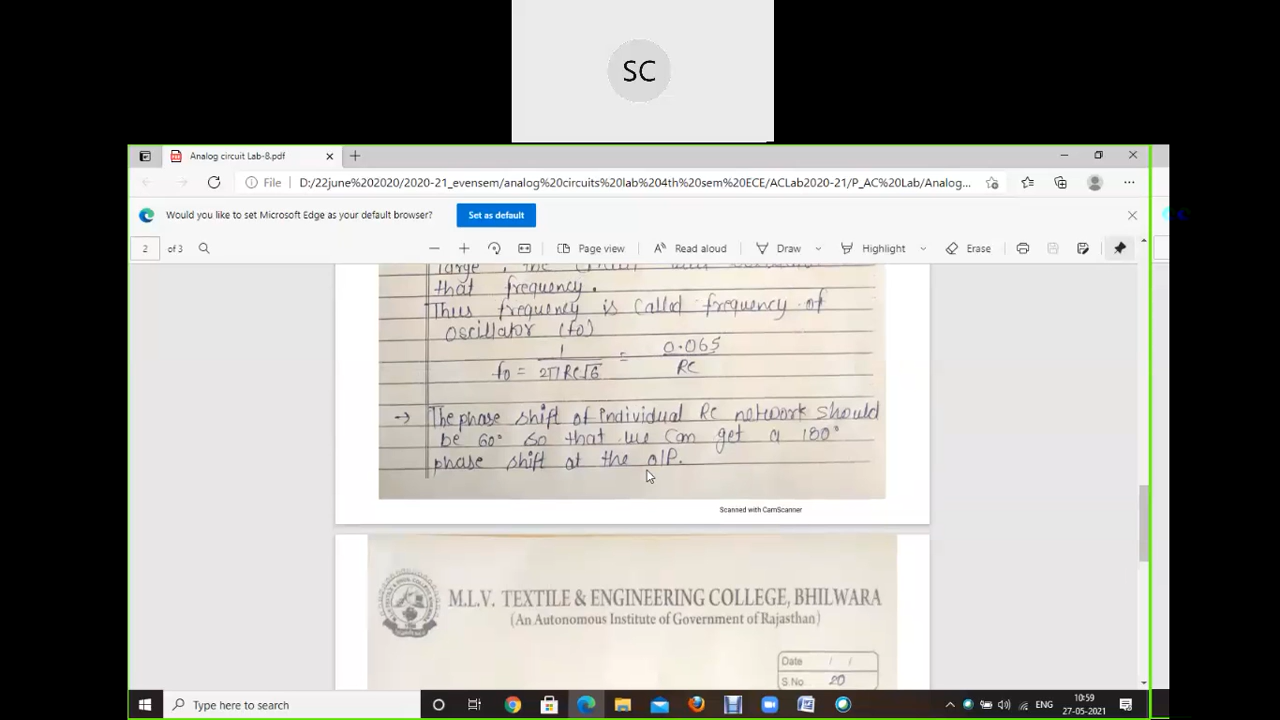 SC
Analog circuit Lab-8.pdf
File D:/22june%202020/2020-21_evensem/analog%20circuits%20lab%204th%20sem%20ECE/ACLab2020-21/P_AC%20Lab/Analog...
Would you like to set Microsoft Edge as your default browser? Set as default
2 of 3 Page view Read aloud Draw Highlight Erase
large, the
that frequency.
Thus frequency is called frequency of
oscillator (fo)
fo = 1/2πRC√6 = 0.065/RC
→ The phase shift of individual RC network should
be 60° so that we can get a 180°
phase shift at the o/P.
Scanned with CamScanner
M.L.V. TEXTILE & ENGINEERING COLLEGE, BHILWARA
(An Autonomous Institute of Government of Rajasthan)
Date / /
S.No 20
Type here to search
ENG
10:59
27-05-2021